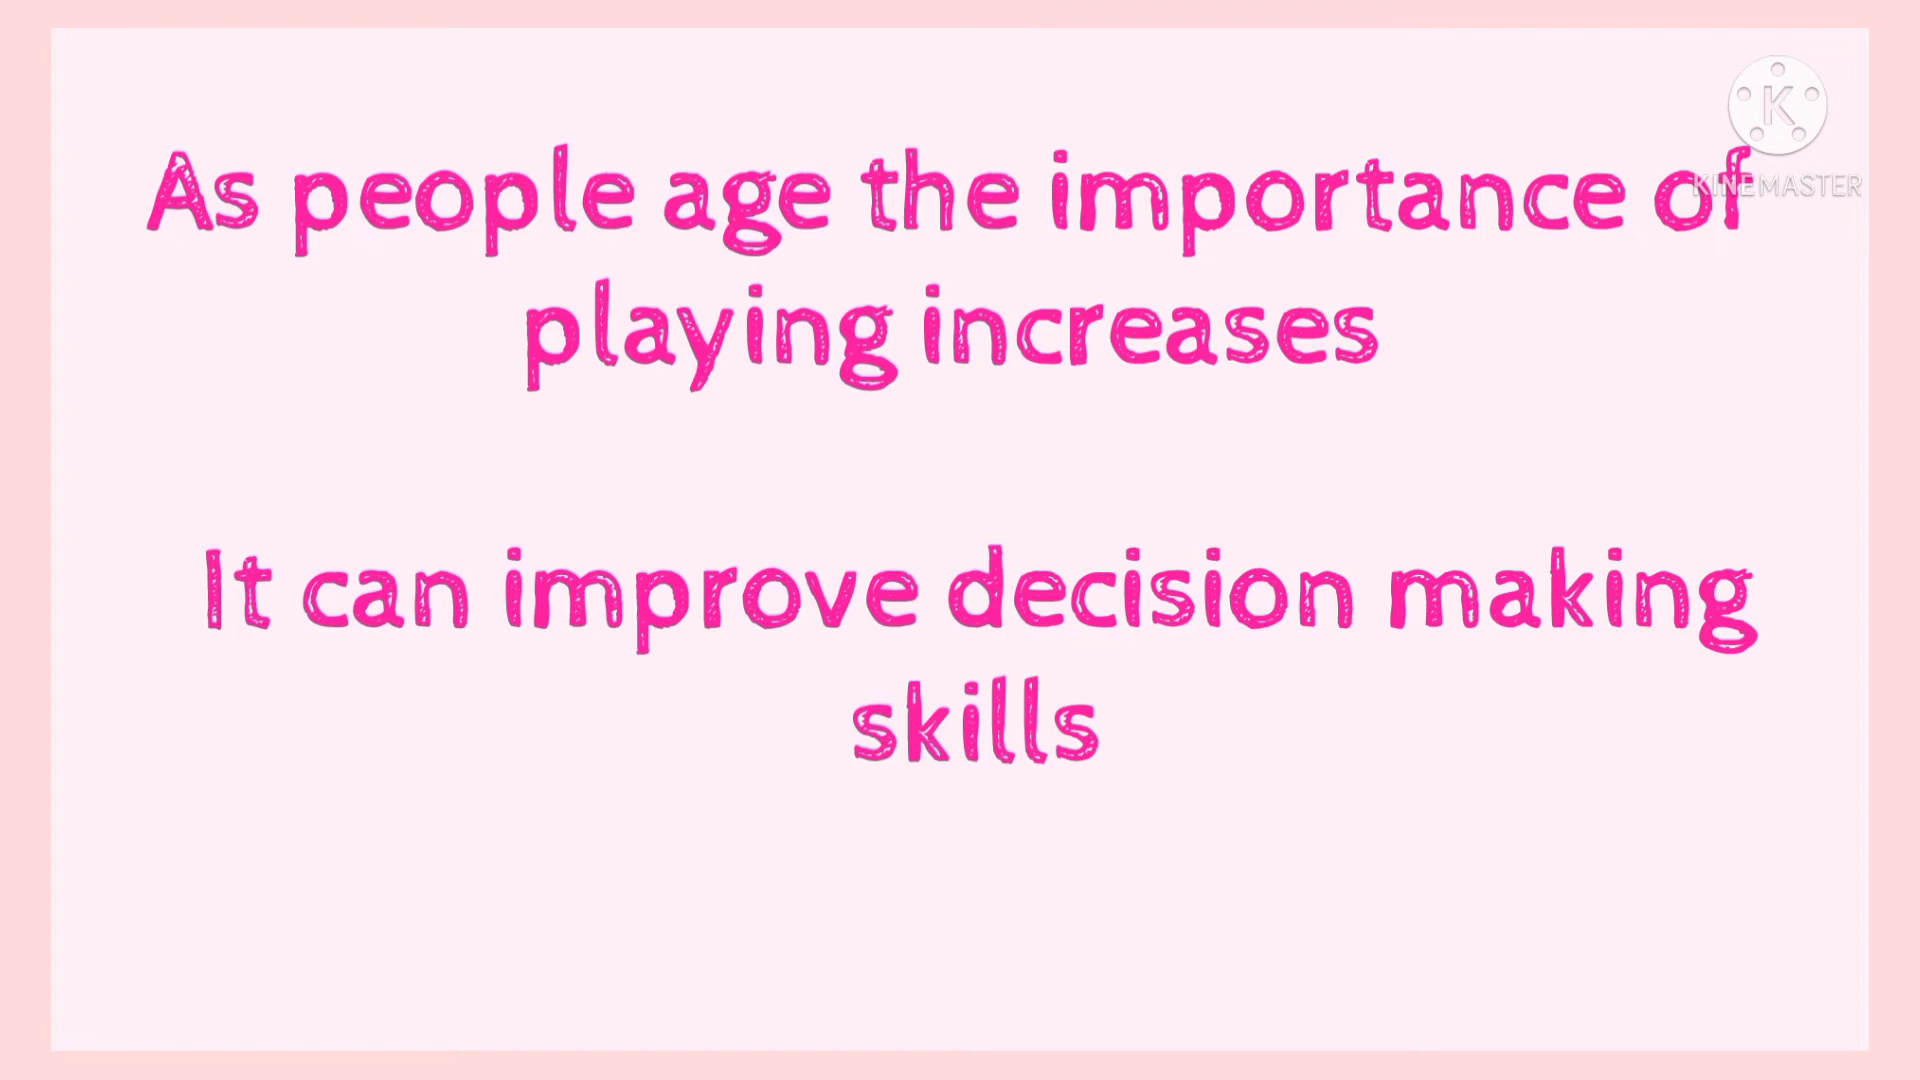 K
KINEMASTER
As people age the importance of
playing increases
It can improve decision making
skills